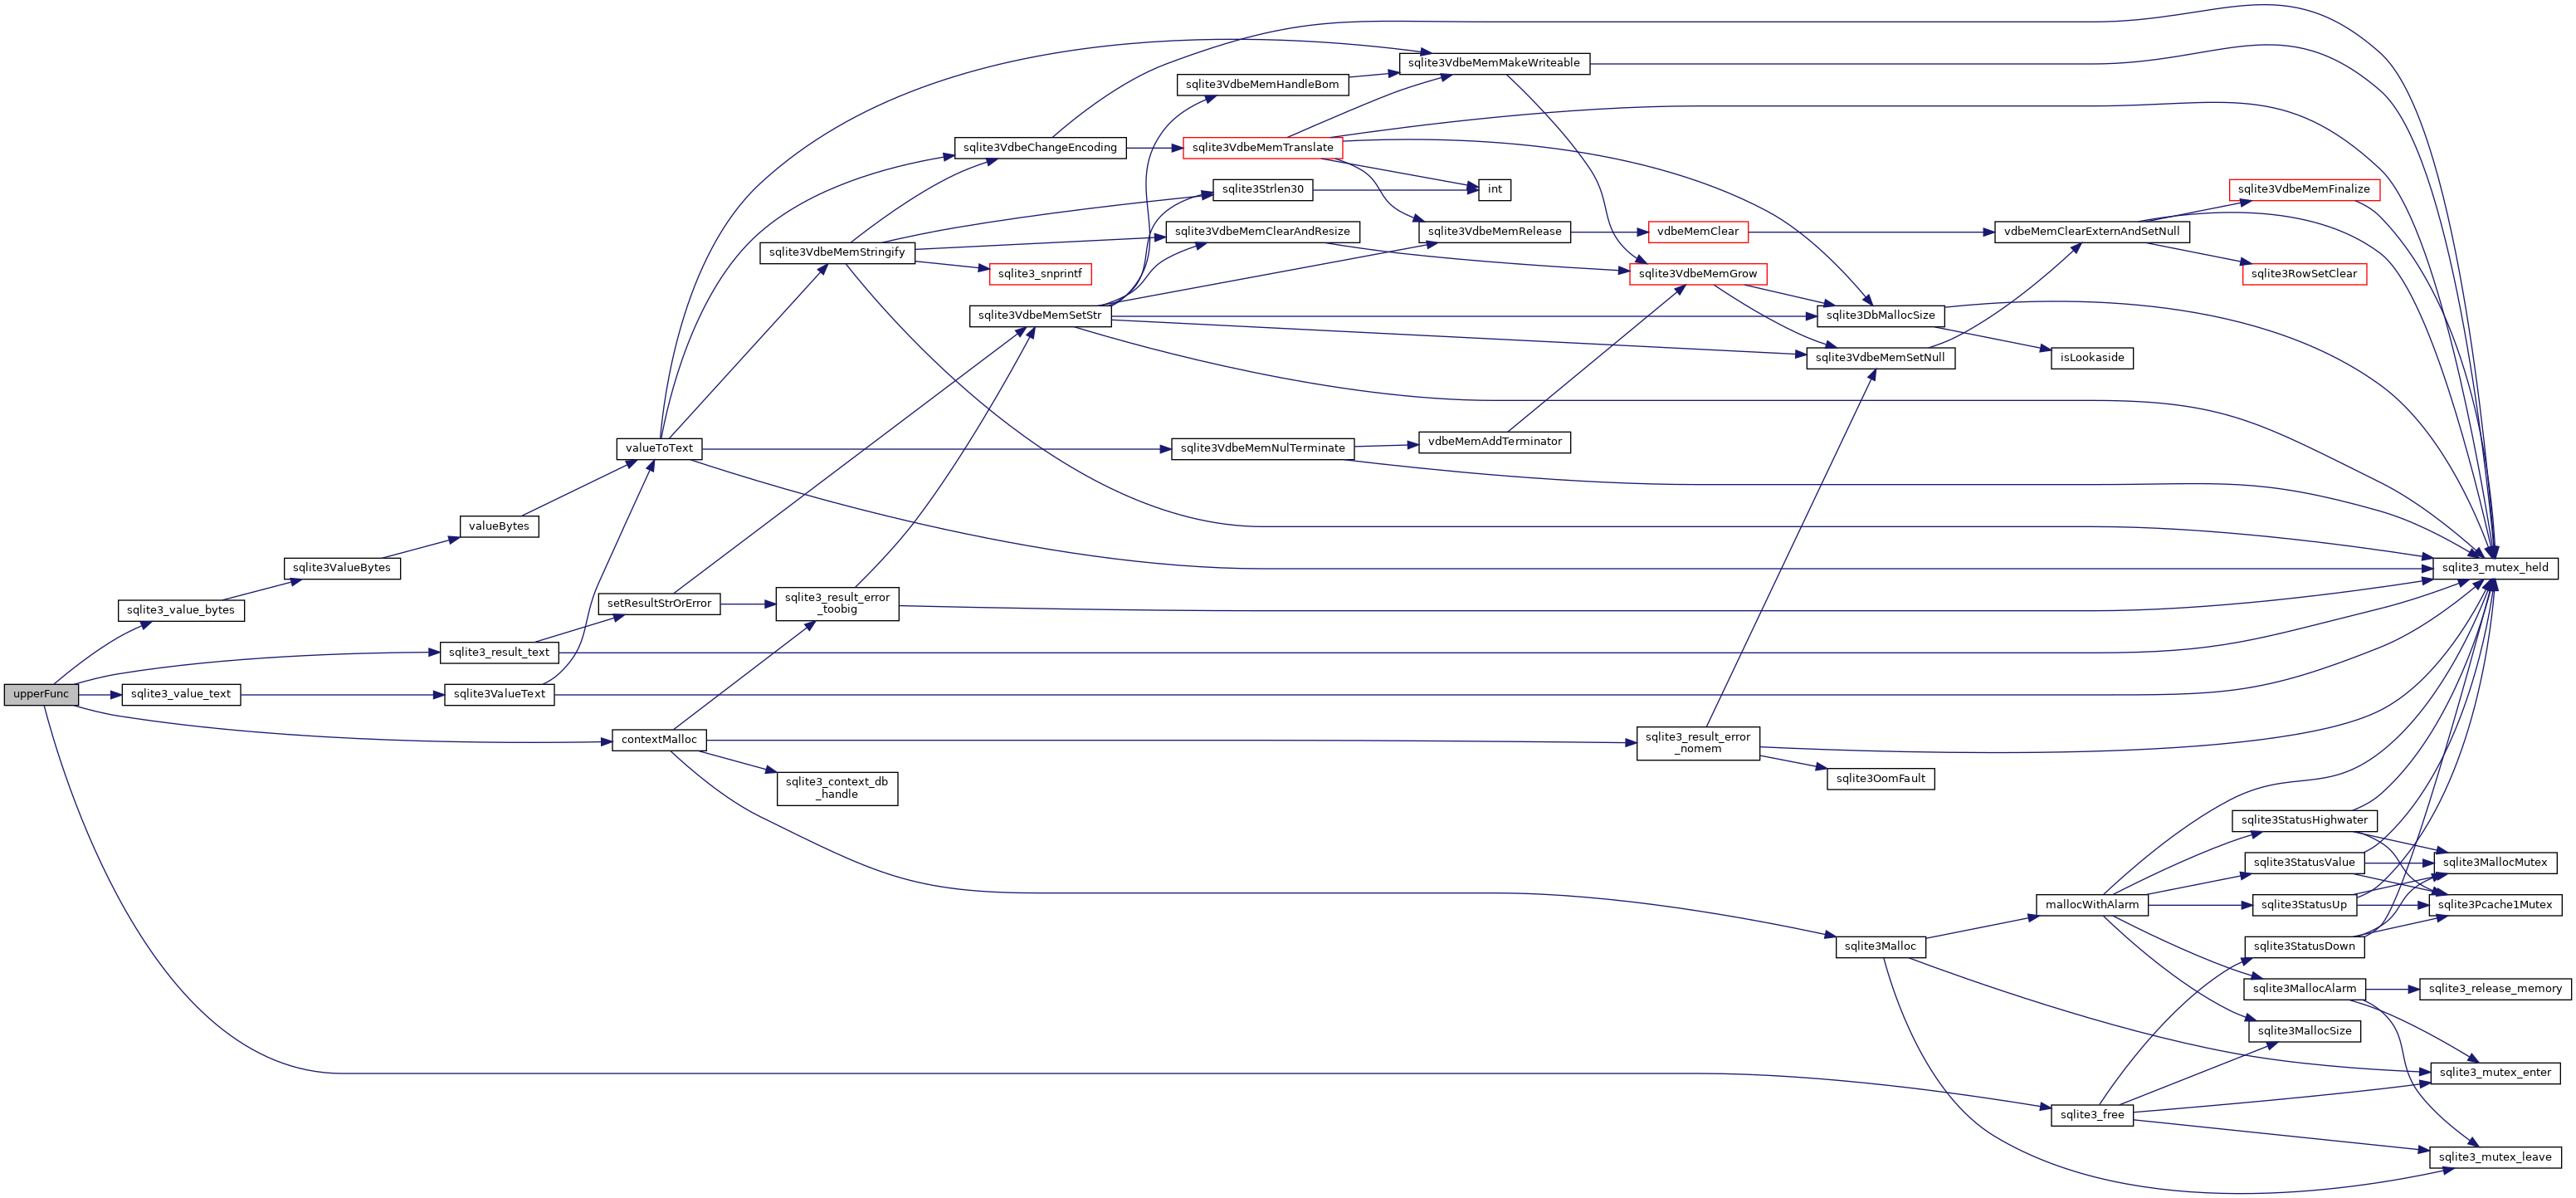 sqlite3VdbeMemMakeWriteable
sqlite3VdbeMemHandleBom
sqlite3VdbeChangeEncoding
sqlite3VdbeMemTranslate
sqlite3Strlen30
int
sqlite3VdbeMemFinalize
sqlite3VdbeMemStringify
sqlite3VdbeMemClearAndResize
sqlite3VdbeMemRelease
vdbeMemClear
vdbeMemClearExternAndSetNull
sqlite3_snprintf
sqlite3VdbeMemGrow
sqlite3RowSetClear
sqlite3VdbeMemSetStr
sqlite3DbMallocSize
sqlite3VdbeMemSetNull
isLookaside
valueToText
sqlite3VdbeMemNulTerminate
vdbeMemAddTerminator
valueBytes
sqlite3ValueBytes
sqlite3_mutex_held
sqlite3_value_bytes
setResultStrOrError
sqlite3_result_error
_toobig
sqlite3_result_text
upperFunc
sqlite3_value_text
sqlite3ValueText
contextMalloc
sqlite3_result_error
_nomem
sqlite3_context_db
_handle
sqlite3OomFault
sqlite3StatusHighwater
sqlite3StatusValue
sqlite3MallocMutex
mallocWithAlarm
sqlite3StatusUp
sqlite3Pcache1Mutex
sqlite3Malloc
sqlite3StatusDown
sqlite3MallocAlarm
sqlite3_release_memory
sqlite3MallocSize
sqlite3_mutex_enter
sqlite3_free
sqlite3_mutex_leave